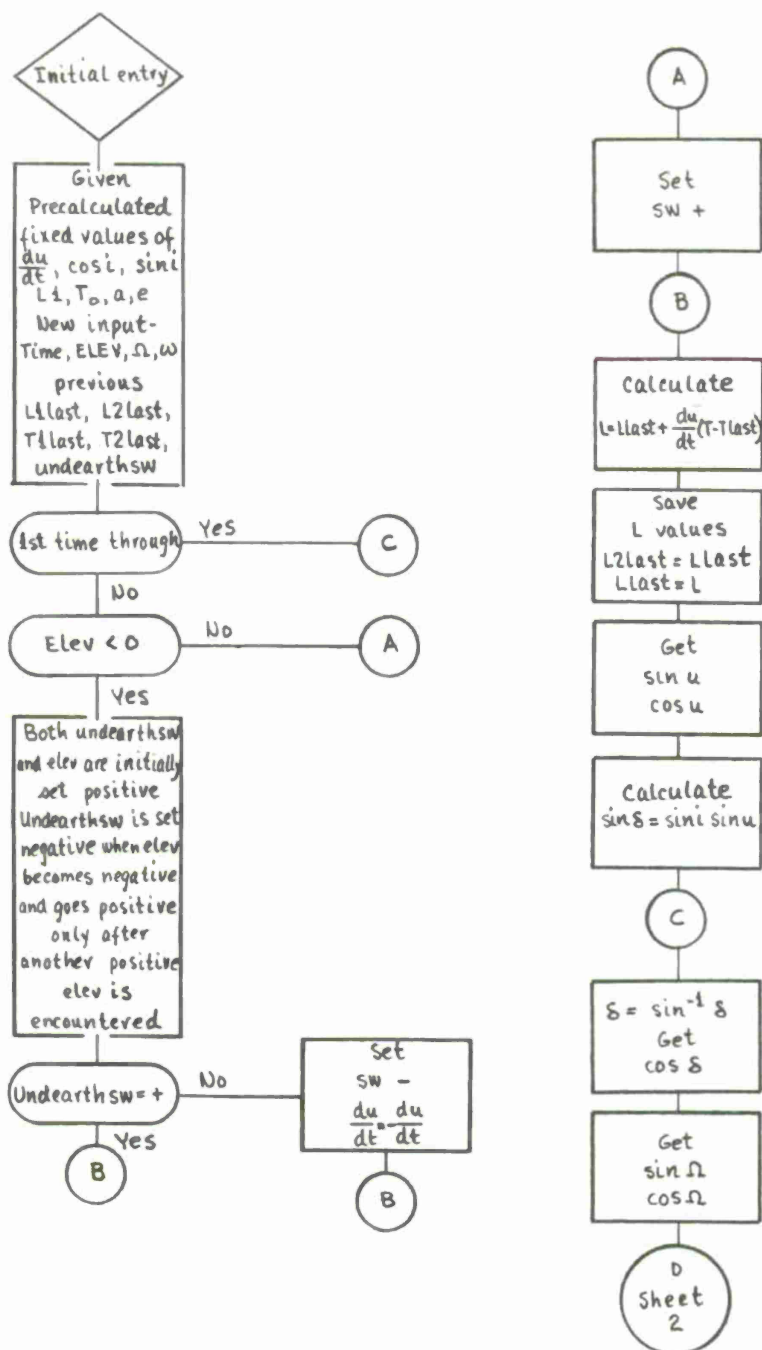 Initial entry
Given
Precalculated
fixed values of
du/dt, cos i, sin i
L1, T₀, a, e
New input-
Time, ELEV, Ω, ω
previous
L1last, L2last,
T1last, T2last,
undearthsw
1st time through
Yes
C
No
Elev < 0
No
A
Yes
Both undearthsw
and elev are initially
set positive
Undearthsw is set
negative when elev
becomes negative
and goes positive
only after
another positive
elev is
encountered
Undearthsw = +
No
Yes
B
Set
sw -
du/dt = -du/dt
B
A
Set
sw +
B
Calculate
L = Llast + du/dt (T-Tlast)
Save
L values
L2last = Llast
Llast = L
Get
sin u
cos u
Calculate
sin δ = sin i sin u
C
δ = sin⁻¹ δ
Get
cos δ
Get
sin Ω
cos Ω
D
Sheet
2